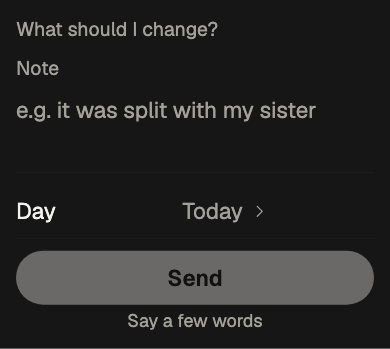 What should I change?
Note
e.g. it was split with my sister
Day Today
Send
Say a few words